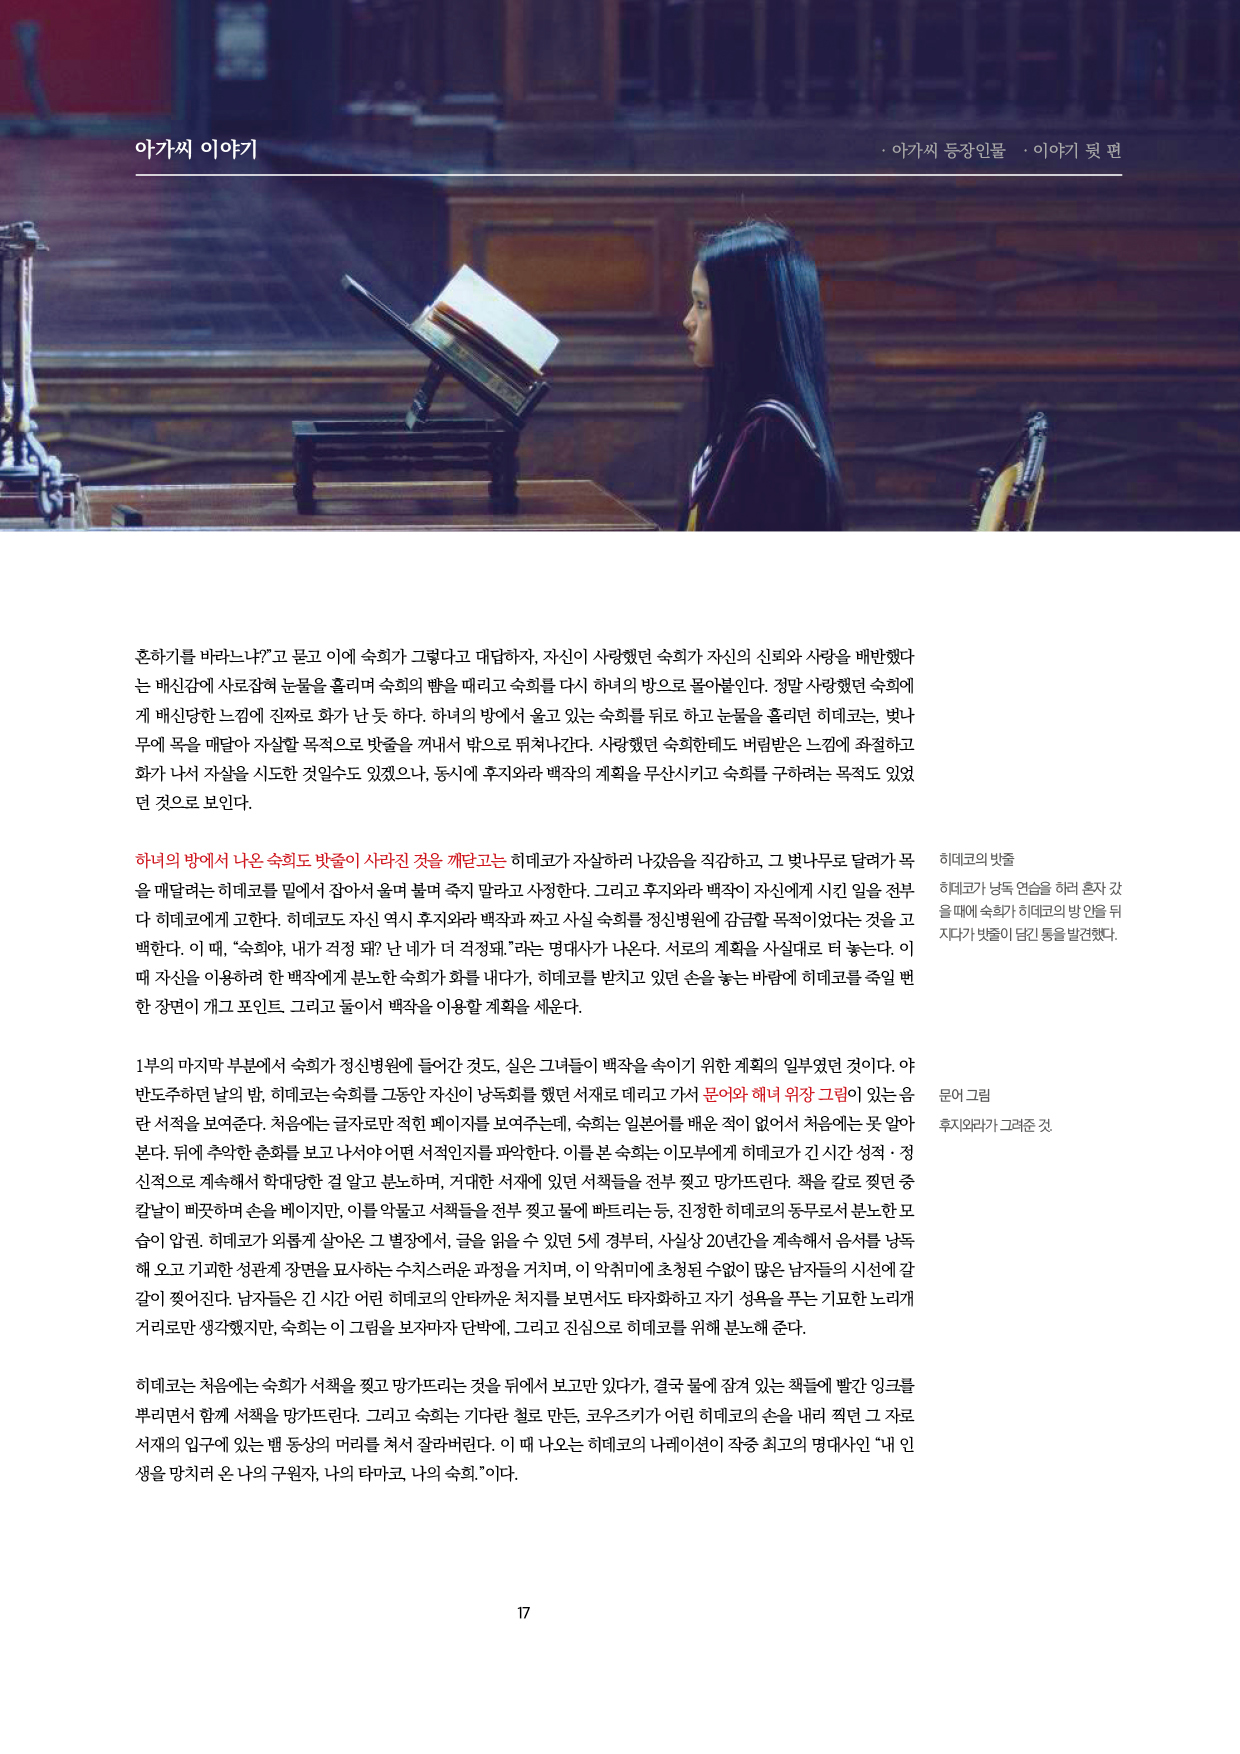 아가씨 이야기
· 아가씨 등장인물 · 이야기 뒷 편
혼하기를 바라느냐?”고 묻고 이에 숙희가 그렇다고 대답하자, 자신이 사랑했던 숙희가 자신의 신뢰와 사랑을 배반했다
는 배신감에 사로잡혀 눈물을 흘리며 숙희의 뺨을 때리고 숙희를 다시 하녀의 방으로 몰아붙인다. 정말 사랑했던 숙희에
게 배신당한 느낌에 진짜로 화가 난 듯 하다. 하녀의 방에서 울고 있는 숙희를 뒤로 하고 눈물을 흘리던 히데코는, 벚나
무에 목을 매달아 자살할 목적으로 밧줄을 꺼내서 밖으로 뛰쳐나간다. 사랑했던 숙희한테도 버림받은 느낌에 좌절하고
화가 나서 자살을 시도한 것일수도 있겠으나, 동시에 후지와라 백작의 계획을 무산시키고 숙희를 구하려는 목적도 있었
던 것으로 보인다.
하녀의 방에서 나온 숙희도 밧줄이 사라진 것을 깨닫고는 히데코가 자살하러 나갔음을 직감하고, 그 벚나무로 달려가 목
을 매달려는 히데코를 밑에서 잡아서 울며 불며 죽지 말라고 사정한다. 그리고 후지와라 백작이 자신에게 시킨 일을 전부
다 히데코에게 고한다. 히데코도 자신 역시 후지와라 백작과 짜고 사실 숙희를 정신병원에 감금할 목적이었다는 것을 고
백한다. 이 때, “숙희야, 내가 걱정 돼? 난 네가 더 걱정돼.”라는 명대사가 나온다. 서로의 계획을 사실대로 터 놓는다. 이
때 자신을 이용하려 한 백작에게 분노한 숙희가 화를 내다가, 히데코를 받치고 있던 손을 놓는 바람에 히데코를 죽일 뻔
한 장면이 개그 포인트. 그리고 둘이서 백작을 이용할 계획을 세운다.
히데코의 밧줄
히데코가 낭독 연습을 하러 혼자 갔
을 때에 숙희가 히데코의 방 안을 뒤
지다가 밧줄이 담긴 통을 발견했다.
1부의 마지막 부분에서 숙희가 정신병원에 들어간 것도, 실은 그녀들이 백작을 속이기 위한 계획의 일부였던 것이다. 야
반도주하던 날의 밤, 히데코는 숙희를 그동안 자신이 낭독회를 했던 서재로 데리고 가서 문어와 해녀 위장 그림이 있는 음
란 서적을 보여준다. 처음에는 글자로만 적힌 페이지를 보여주는데, 숙희는 일본어를 배운 적이 없어서 처음에는 못 알아
본다. 뒤에 추악한 춘화를 보고 나서야 어떤 서적인지를 파악한다. 이를 본 숙희는 이모부에게 히데코가 긴 시간 성적 · 정
신적으로 계속해서 학대당한 걸 알고 분노하며, 거대한 서재에 있던 서책들을 전부 찢고 망가뜨린다. 책을 칼로 찢던 중
칼날이 삐끗하며 손을 베이지만, 이를 악물고 서책들을 전부 찢고 물에 빠트리는 등, 진정한 히데코의 동무로서 분노한 모
습이 압권. 히데코가 외롭게 살아온 그 별장에서, 글을 읽을 수 있던 5세 경부터, 사실상 20년간을 계속해서 음서를 낭독
해 오고 기괴한 성관계 장면을 묘사하는 수치스러운 과정을 거치며, 이 악취미에 초청된 수없이 많은 남자들의 시선에 갈
갈이 찢어진다. 남자들은 긴 시간 어린 히데코의 안타까운 처지를 보면서도 타자화하고 자기 성욕을 푸는 기묘한 노리개
거리로만 생각했지만, 숙희는 이 그림을 보자마자 단박에, 그리고 진심으로 히데코를 위해 분노해 준다.
문어 그림
후지와라가 그려준 것.
히데코는 처음에는 숙희가 서책을 찢고 망가뜨리는 것을 뒤에서 보고만 있다가, 결국 물에 잠겨 있는 책들에 빨간 잉크를
뿌리면서 함께 서책을 망가뜨린다. 그리고 숙희는 기다란 철로 만든, 코우즈키가 어린 히데코의 손을 내리 찍던 그 자로
서재의 입구에 있는 뱀 동상의 머리를 쳐서 잘라버린다. 이 때 나오는 히데코의 나레이션이 작중 최고의 명대사인 “내 인
생을 망치러 온 나의 구원자, 나의 타마코, 나의 숙희.”이다.
17